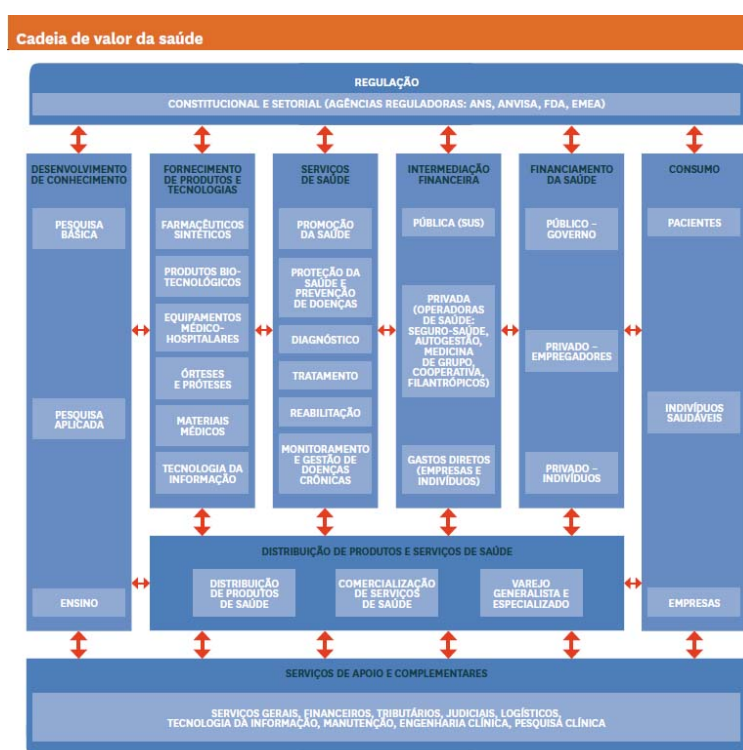 Cadeia de valor da saúde
REGULAÇÃO
CONSTITUCIONAL E SETORIAL (AGÊNCIAS REGULADORAS: ANS, ANVISA, FDA, EMEA)
DESENVOLVIMENTO
DE CONHECIMENTO
PESQUISA
BÁSICA
PESQUISA
APLICADA
ENSINO
FORNECIMENTO
DE PRODUTOS E
TECNOLOGIAS
FARMACÊUTICOS
SINTÉTICOS
PRODUTOS BIO-
TECNOLÓGICOS
EQUIPAMENTOS
MÉDICO-
HOSPITALARES
ÓRTESES
E PRÓTESES
MATERIAIS
MÉDICOS
TECNOLOGIA DA
INFORMAÇÃO
SERVIÇOS
DE SAÚDE
PROMOÇÃO
DA SAÚDE
PROTEÇÃO DA
SAÚDE E
PREVENÇÃO
DE DOENÇAS
DIAGNÓSTICO
TRATAMENTO
REABILITAÇÃO
MONITORAMENTO
E GESTÃO DE
DOENÇAS
CRÔNICAS
INTERMEDIAÇÃO
FINANCEIRA
PÚBLICA (SUS)
PRIVADA
(OPERADORAS
DE SAÚDE:
SEGURO-SAÚDE,
AUTOGESTÃO,
MEDICINA
DE GRUPO,
COOPERATIVA,
FILANTRÓPICOS)
GASTOS DIRETOS
(EMPRESAS E
INDIVÍDUOS)
FINANCIAMENTO
DA SAÚDE
PÚBLICO –
GOVERNO
PRIVADO –
EMPREGADORES
PRIVADO –
INDIVÍDUOS
CONSUMO
PACIENTES
INDIVÍDUOS
SAUDÁVEIS
EMPRESAS
DISTRIBUIÇÃO DE PRODUTOS E SERVIÇOS DE SAÚDE
DISTRIBUIÇÃO
DE PRODUTOS
DE SAÚDE
COMERCIALIZAÇÃO
DE SERVIÇOS
DE SAÚDE
VAREJO
GENERALISTA E
ESPECIALIZADO
SERVIÇOS DE APOIO E COMPLEMENTARES
SERVIÇOS GERAIS, FINANCEIROS, TRIBUTÁRIOS, JUDICIAIS, LOGÍSTICOS,
TECNOLOGIA DA INFORMAÇÃO, MANUTENÇÃO, ENGENHARIA CLÍNICA, PESQUISA CLÍNICA